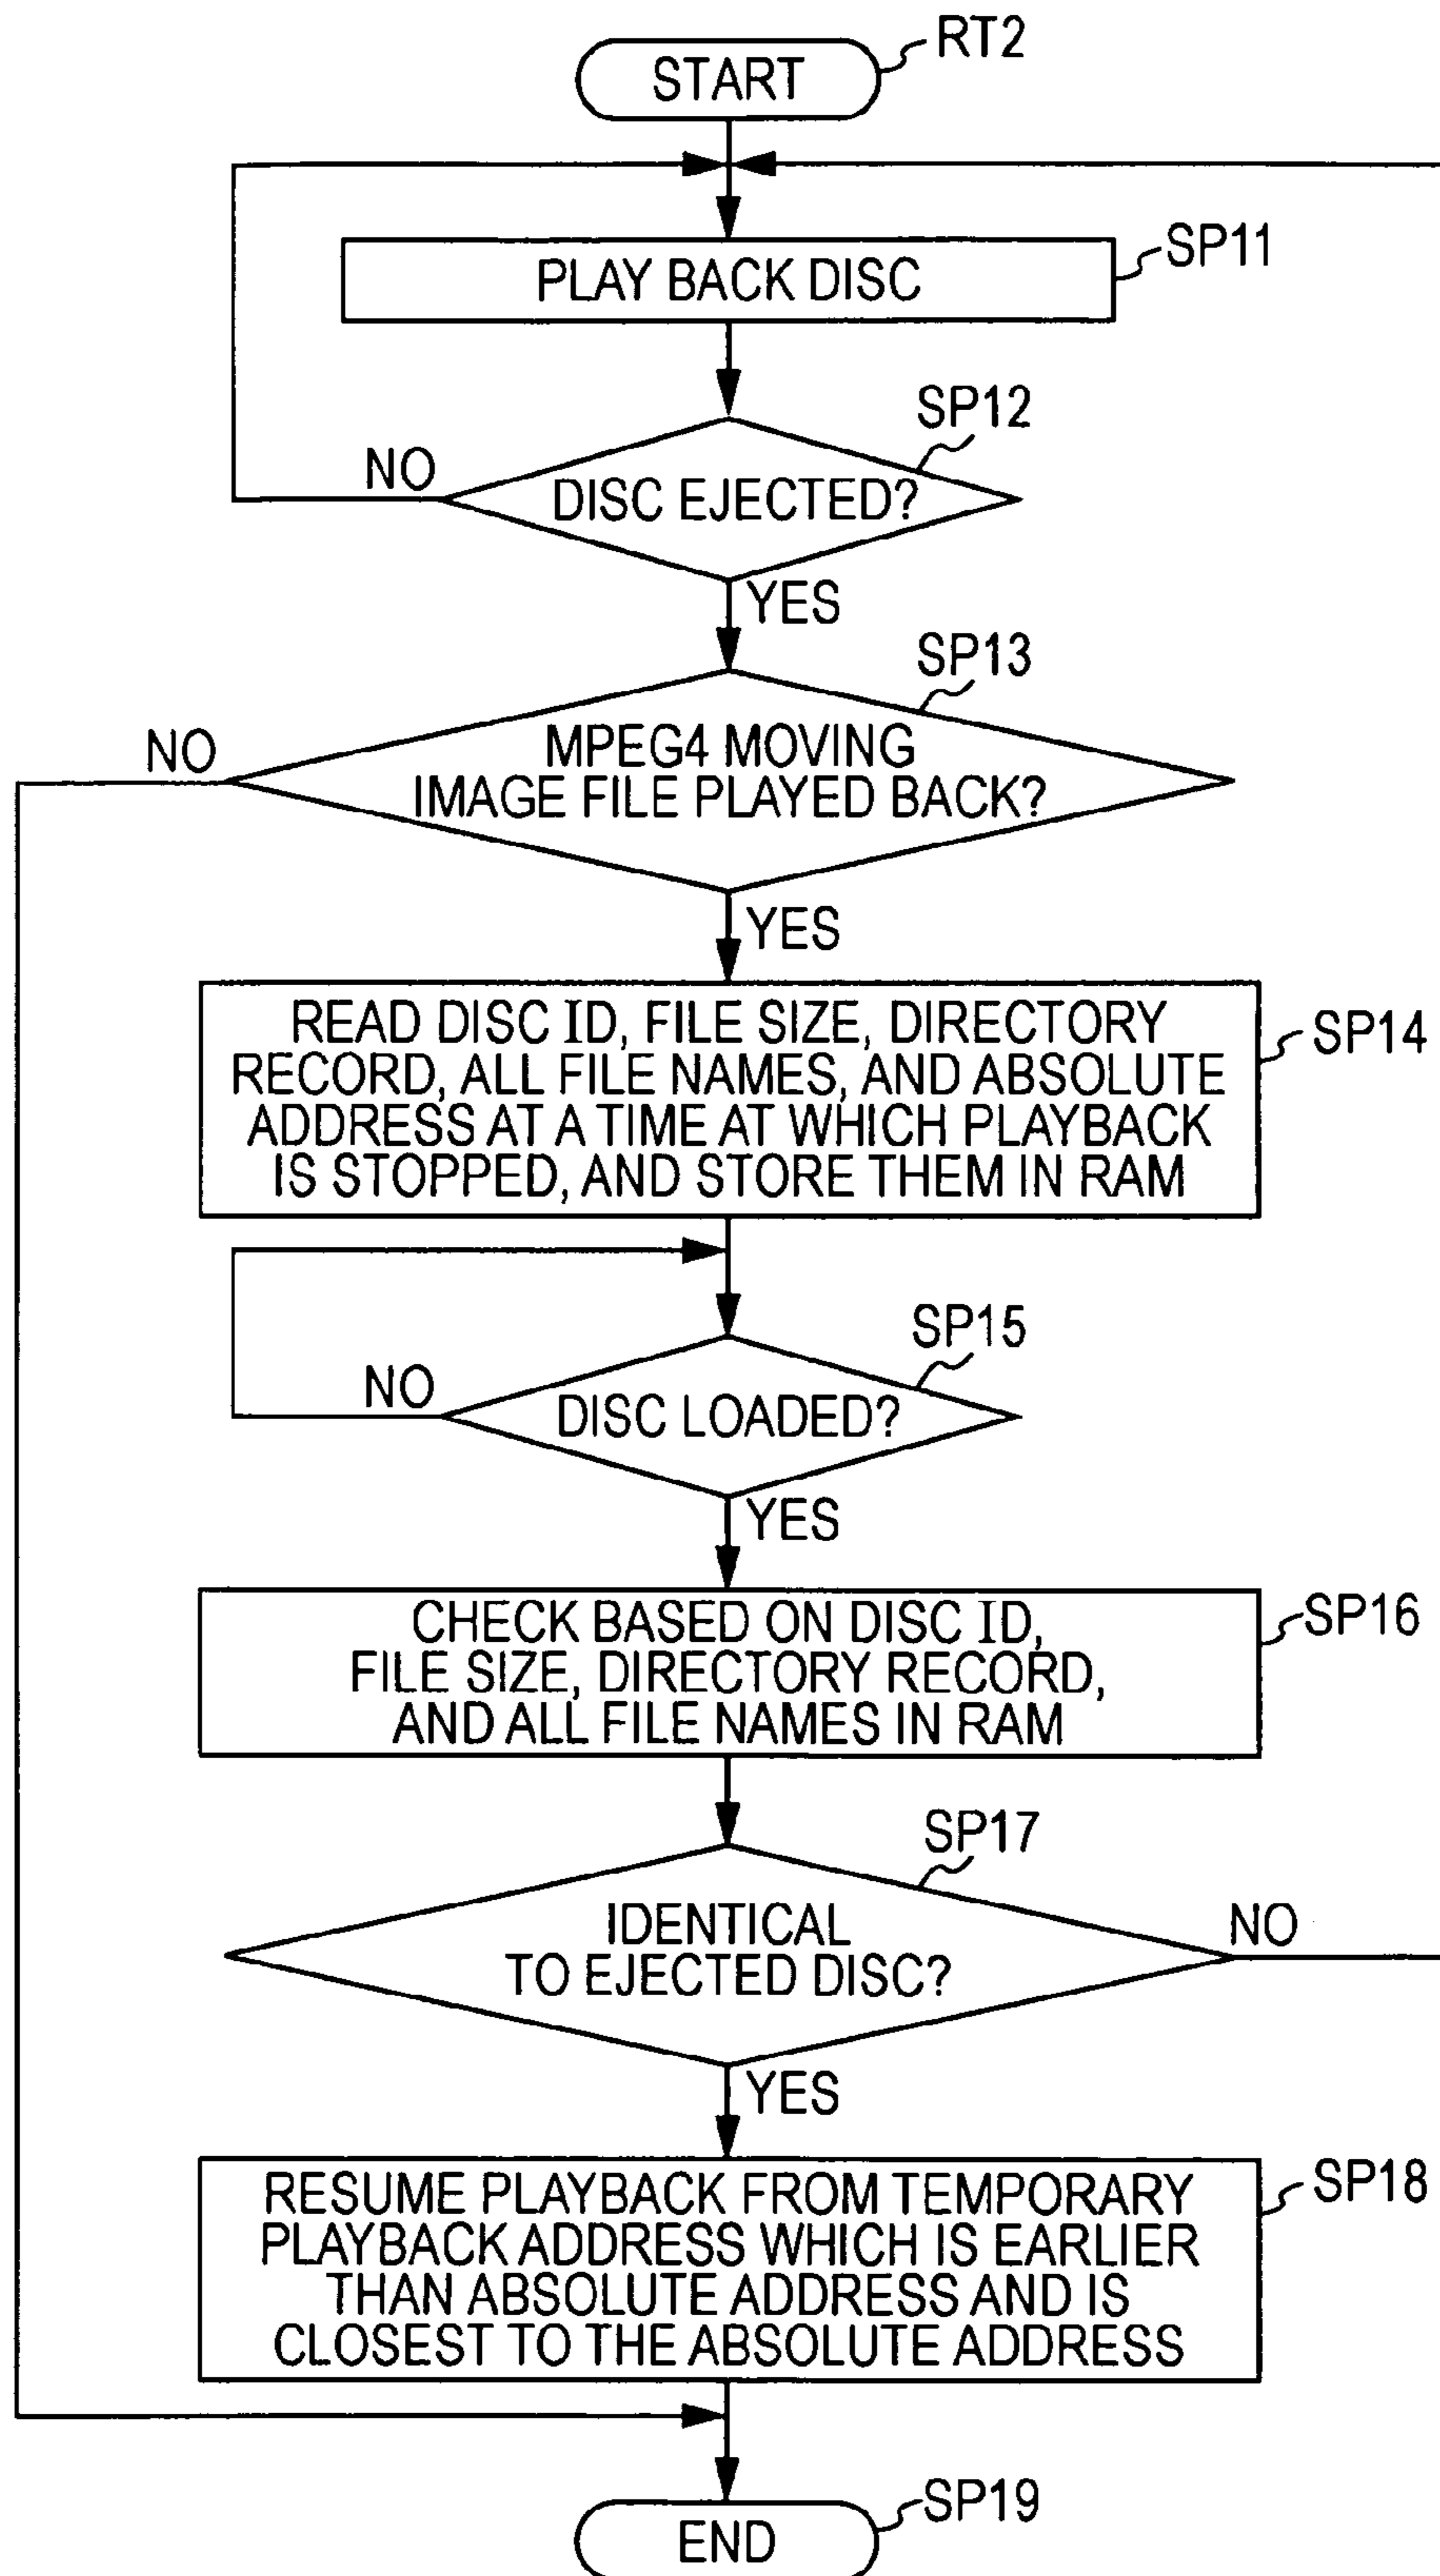 START
RT2
PLAY BACK DISC
SP11
SP12
NO
DISC EJECTED?
YES
SP13
NO
MPEG4 MOVING
IMAGE FILE PLAYED BACK?
YES
READ DISC ID, FILE SIZE, DIRECTORY
RECORD, ALL FILE NAMES, AND ABSOLUTE
ADDRESS AT A TIME AT WHICH PLAYBACK
IS STOPPED, AND STORE THEM IN RAM
SP14
SP15
NO
DISC LOADED?
YES
CHECK BASED ON DISC ID,
FILE SIZE, DIRECTORY RECORD,
AND ALL FILE NAMES IN RAM
SP16
SP17
IDENTICAL
TO EJECTED DISC?
NO
YES
RESUME PLAYBACK FROM TEMPORARY
PLAYBACK ADDRESS WHICH IS EARLIER
THAN ABSOLUTE ADDRESS AND IS
CLOSEST TO THE ABSOLUTE ADDRESS
SP18
SP19
END